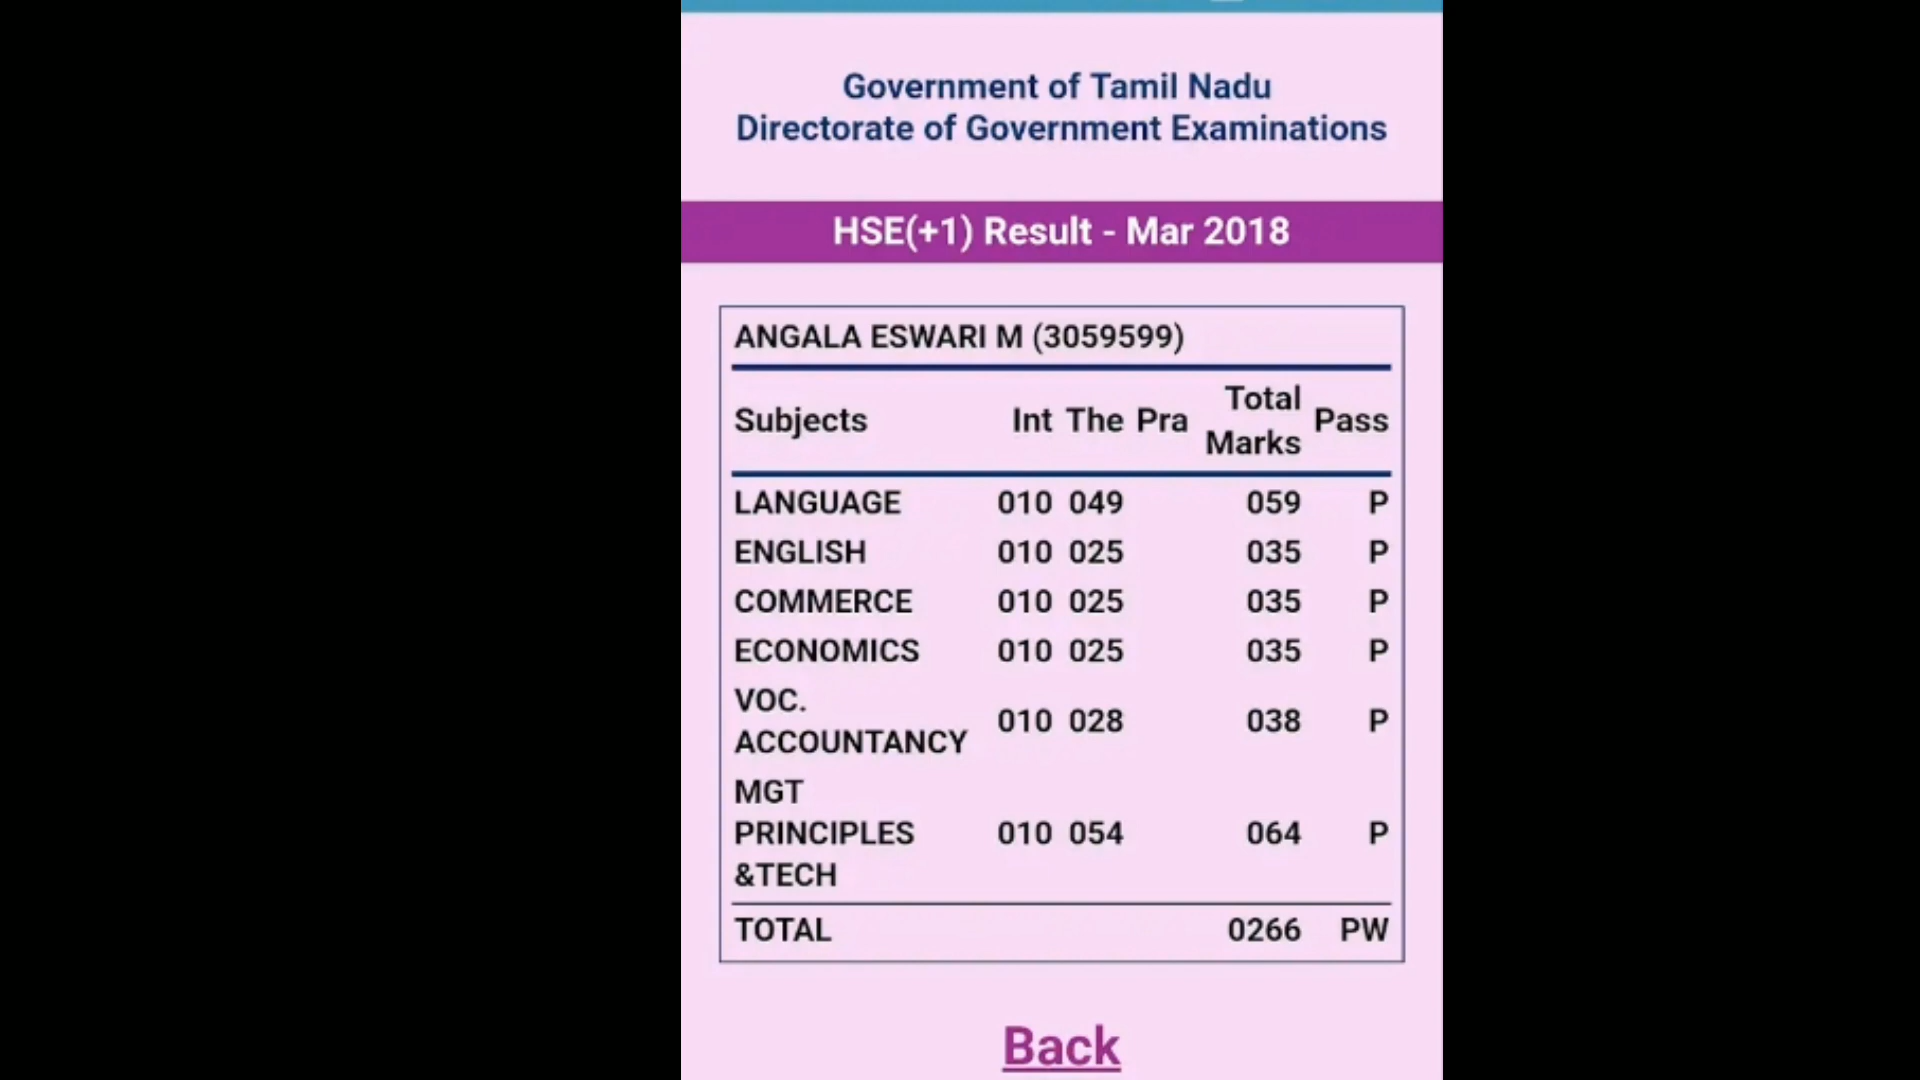 Government of Tamil Nadu
Directorate of Government Examinations
HSE(+1) Result - Mar 2018
ANGALA ESWARI M (3059599)
Subjects Int The Pra Total Marks Pass
LANGUAGE 010 049 059 P
ENGLISH 010 025 035 P
COMMERCE 010 025 035 P
ECONOMICS 010 025 035 P
VOC.
ACCOUNTANCY 010 028 038 P
MGT
PRINCIPLES 010 054 064 P
&TECH
TOTAL 0266 PW
Back